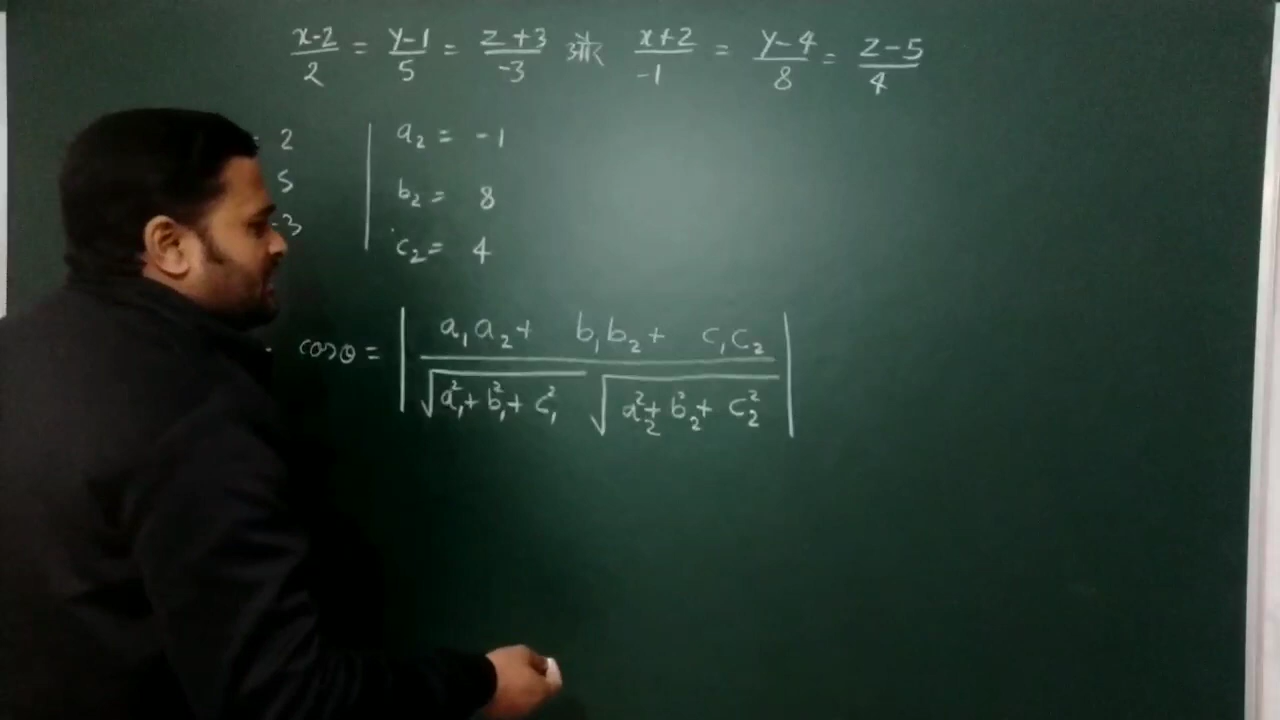 x-2/2 = y-1/5 = z+3/-3 और x+2/-1 = y-4/8 = z-5/4
= 2 | a₂ = -1
5 | b₂ = 8
-3 | c₂ = 4
cosθ = | a₁a₂ + b₁b₂ + c₁c₂ / √a₁²+b₁²+c₁² √a₂²+b₂²+c₂² |